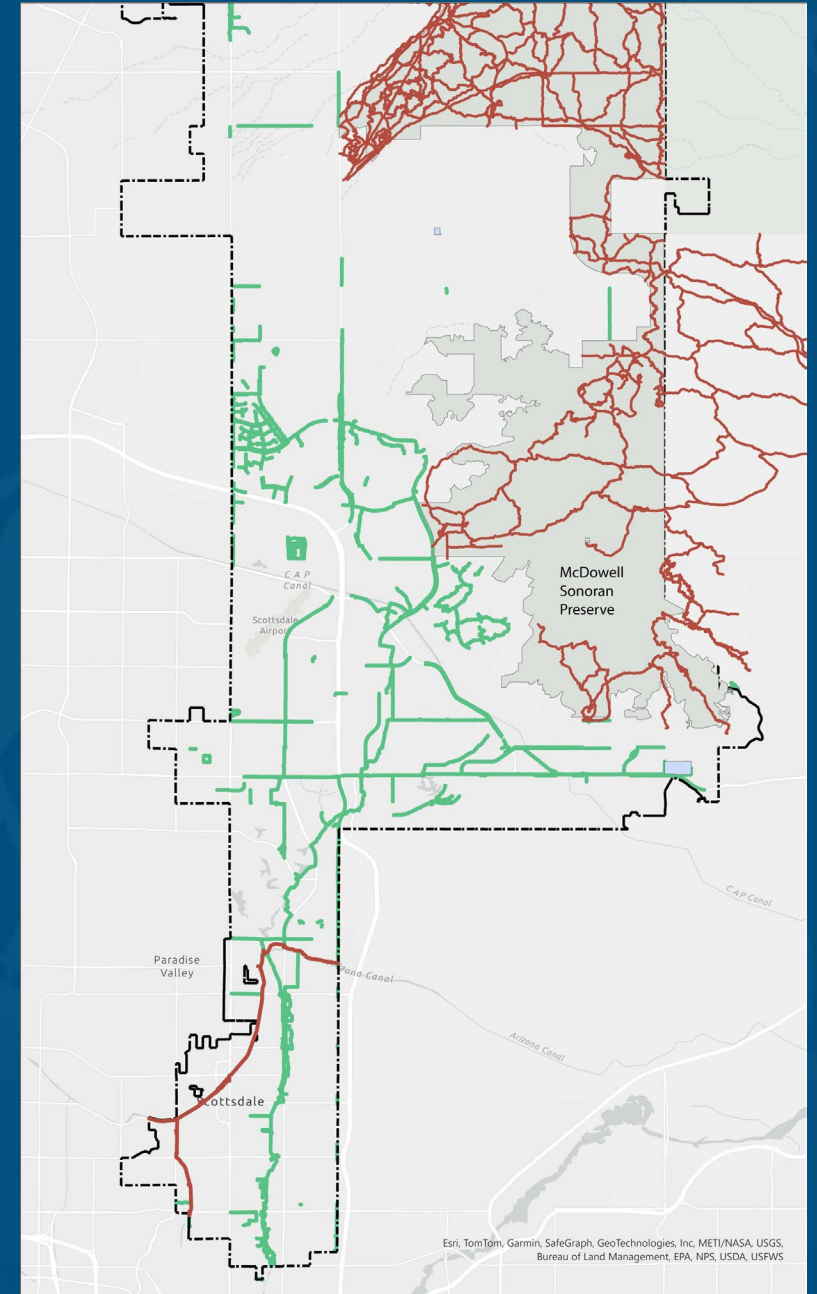 McDowell
Sonoran
Preserve
CAP
Canal
Scottsdale
Airport
CAP Canal
Paradise
Valley
Arizona Canal
Arizona Canal
Scottsdale
Esri, TomTom, Garmin, SafeGraph, GeoTechnologies, Inc, METI/NASA, USGS,
Bureau of Land Management, EPA, NPS, USDA, USFWS